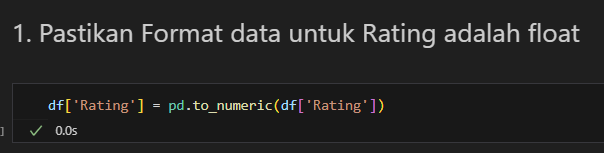 1. Pastikan Format data untuk Rating adalah float
df['Rating'] = pd.to_numeric(df['Rating'])
]
✓ 0.0s